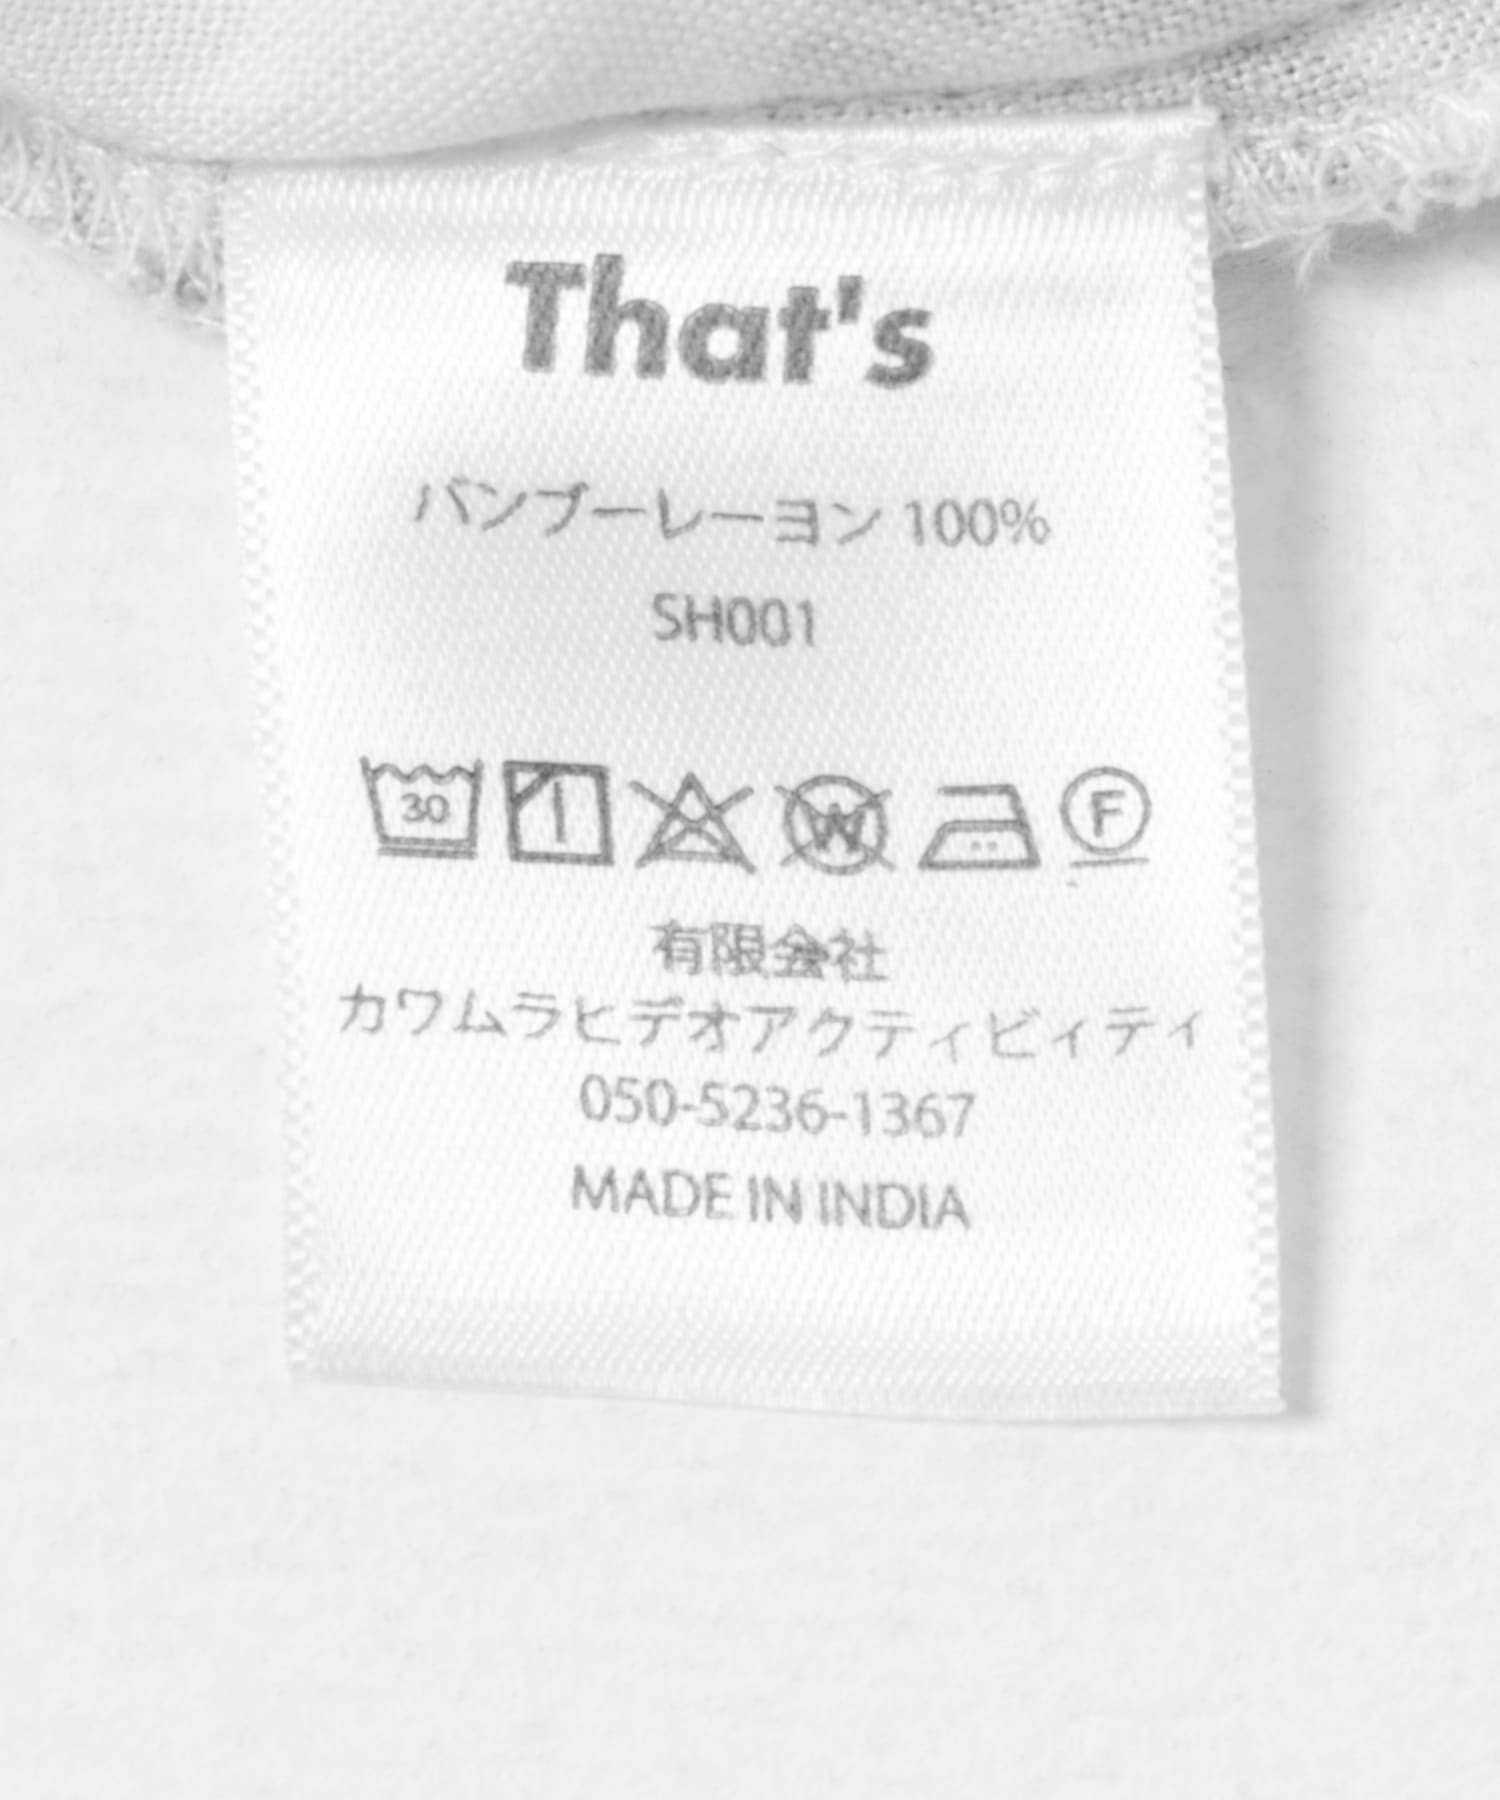 That's
バンブーレーヨン 100%
SH001
30 W F
有限会社
カワムラヒデオアクティビィティ
050-5236-1367
MADE IN INDIA